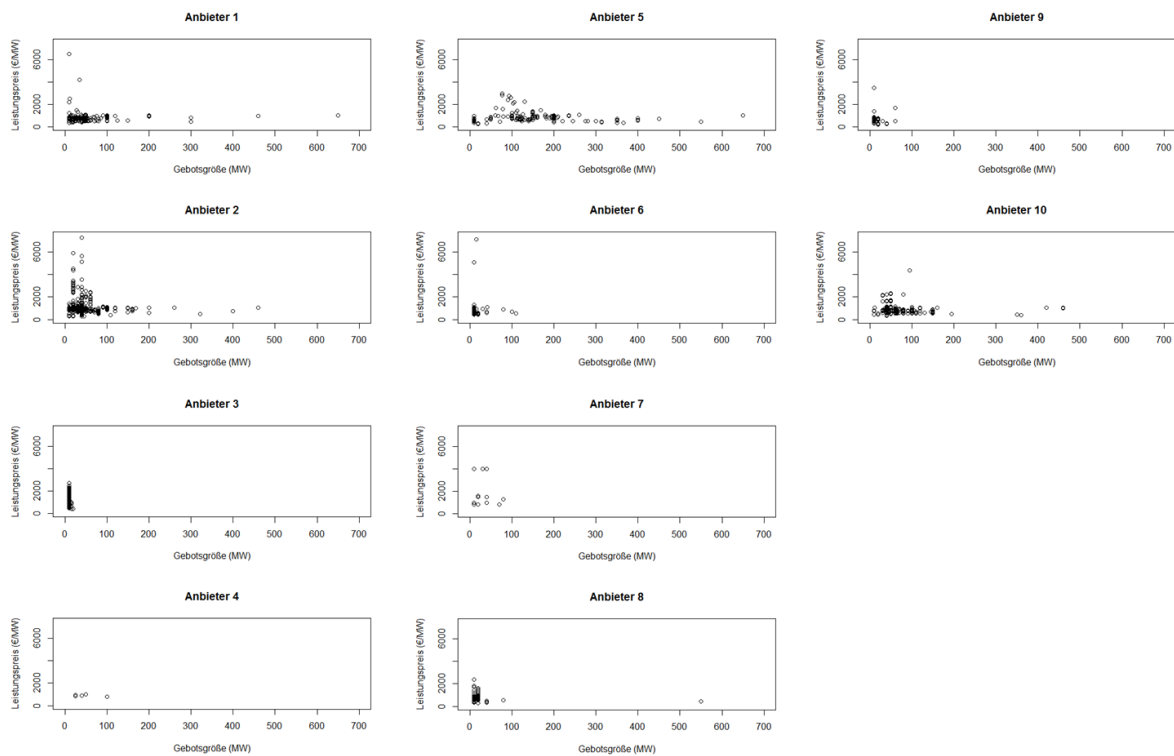 Anbieter 1
Leistungspreis (€/MW)
0 2000 6000
0 100 200 300 400 500 600 700
Gebotsgröße (MW)
Anbieter 5
Leistungspreis (€/MW)
0 2000 6000
0 100 200 300 400 500 600 700
Gebotsgröße (MW)
Anbieter 9
Leistungspreis (€/MW)
0 2000 6000
0 100 200 300 400 500 600 700
Gebotsgröße (MW)
Anbieter 2
Leistungspreis (€/MW)
0 2000 6000
0 100 200 300 400 500 600 700
Gebotsgröße (MW)
Anbieter 6
Leistungspreis (€/MW)
0 2000 6000
0 100 200 300 400 500 600 700
Gebotsgröße (MW)
Anbieter 10
Leistungspreis (€/MW)
0 2000 6000
0 100 200 300 400 500 600 700
Gebotsgröße (MW)
Anbieter 3
Leistungspreis (€/MW)
0 2000 6000
0 100 200 300 400 500 600 700
Gebotsgröße (MW)
Anbieter 7
Leistungspreis (€/MW)
0 2000 6000
0 100 200 300 400 500 600 700
Gebotsgröße (MW)
Anbieter 4
Leistungspreis (€/MW)
0 2000 6000
0 100 200 300 400 500 600 700
Gebotsgröße (MW)
Anbieter 8
Leistungspreis (€/MW)
0 2000 6000
0 100 200 300 400 500 600 700
Gebotsgröße (MW)